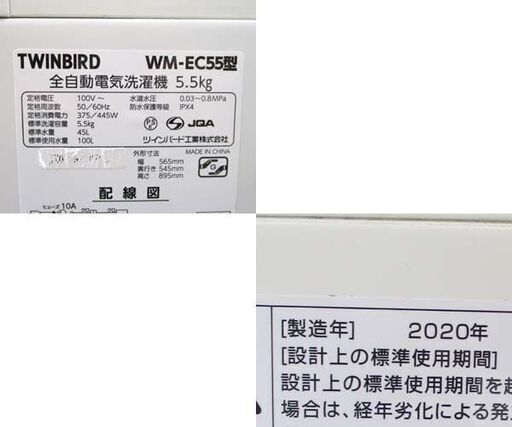 TWINBIRD WM-EC55型
全自動電気洗濯機 5.5kg
定格電圧 100V～ 水道水圧 0.03～0.8MPa
定格周波数 50/60Hz 防水保護等級 IPX4
定格消費電力 375/445W
標準洗濯容量 5.5kg
標準水量 45L
標準使用水量 100L
PSE JQA
ツインバード工業株式会社
外形寸法 MADE IN CHINA
幅 565mm
奥行き 545mm
高さ 895mm
G
配線図
ヒューズ 10A
[製造年] 2020年
[設計上の標準使用期間]
設計上の標準使用期間を超
場合は、経年劣化による発